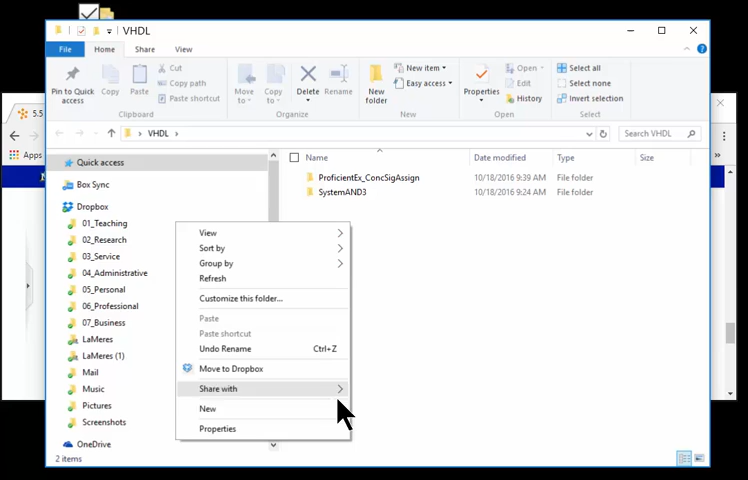 VHDL
File Home Share View
Pin to Quick access
Copy
Paste
Cut
Copy path
Paste shortcut
Move to
Copy to
Delete
Rename
Organize
New folder
New item
Easy access
New
Properties
Open
Edit
History
Open
Select all
Select none
Invert selection
Select
5.5
Apps
VHDL
Search VHDL
Quick access
Box Sync
Dropbox
01_Teaching
02_Research
03_Service
04_Administrative
05_Personal
06_Professional
07_Business
LaMeres
LaMeres (1)
Mail
Music
Pictures
Screenshots
OneDrive
Name Date modified Type Size
ProficientEx_ConcSigAssign 10/18/2016 9:39 AM File folder
SystemAND3 10/18/2016 9:24 AM File folder
View
Sort by
Group by
Refresh
Customize this folder...
Paste
Paste shortcut
Undo Rename Ctrl+Z
Move to Dropbox
Share with
New
Properties
2 items